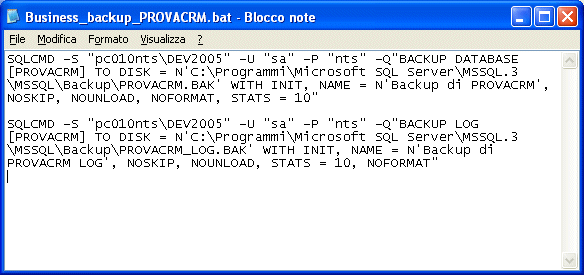 Business_backup_PROVACRM.bat - Blocco note
File Modifica Formato Visualizza ?
SQLCMD -S "pc010nts\DEV2005" -U "sa" -P "nts" -Q"BACKUP DATABASE
[PROVACRM] TO DISK = N'C:\Programmi\Microsoft SQL Server\MSSQL.3
\MSSQL\Backup\PROVACRM.BAK' WITH INIT, NAME = N'Backup di PROVACRM',
NOSKIP, NOUNLOAD, NOFORMAT, STATS = 10"
SQLCMD -S "pc010nts\DEV2005" -U "sa" -P "nts" -Q"BACKUP LOG
[PROVACRM] TO DISK = N'C:\Programmi\Microsoft SQL Server\MSSQL.3
\MSSQL\Backup\PROVACRM_LOG.BAK' WITH INIT, NAME = N'Backup di
PROVACRM LOG', NOSKIP, NOUNLOAD, STATS = 10, NOFORMAT"